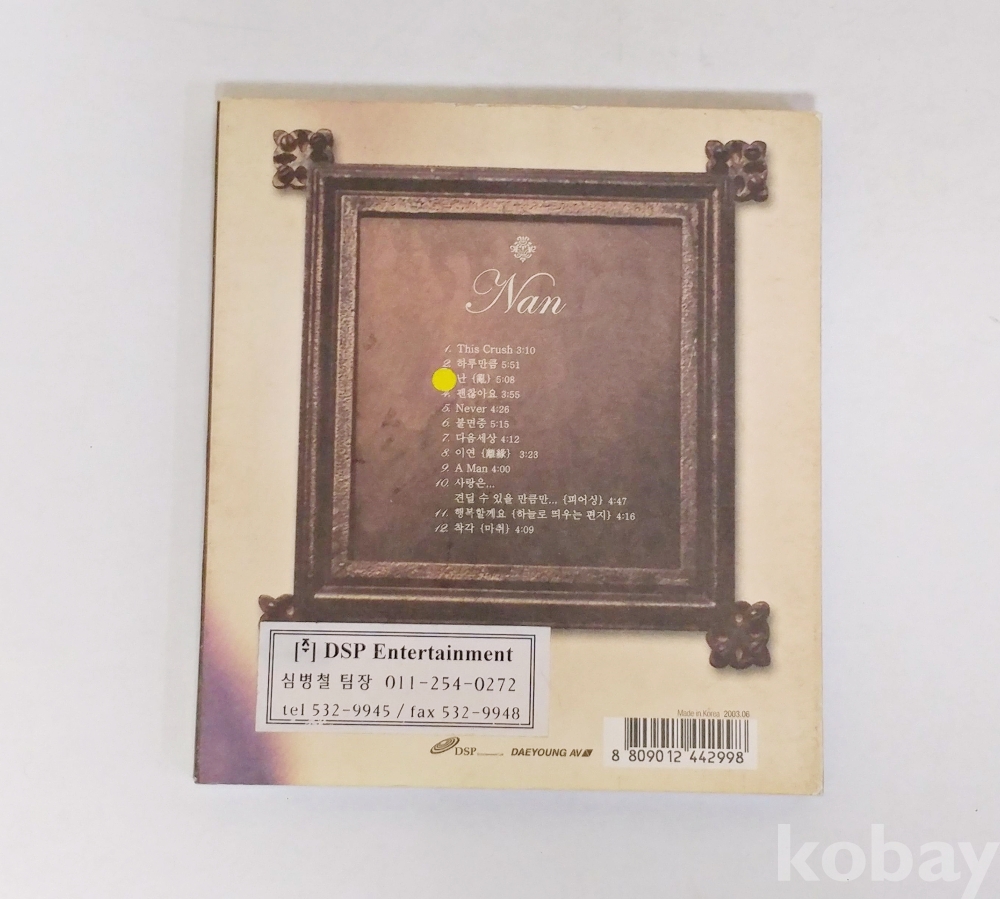 Nan
1. This Crush 3:10
2. 하루만큼 5:51
난 {亂} 5:08
4. 괜찮아요 3:55
5. Never 4:26
6. 불면증 5:15
7. 다음세상 4:12
8. 이연 {離緣} 3:23
9. A Man 4:00
10. 사랑은...
견딜 수 있을 만큼만... {피어싱} 4:47
11. 행복할께요 {하늘로 띄우는 편지} 4:16
12. 착각 {마취} 4:09
[주] DSP Entertainment
심병철 팀장 011-254-0272
tel 532-9945 / fax 532-9948
Made in Korea 2003.06
DSP
DAEYOUNG AV
8 809012 442998
kobay